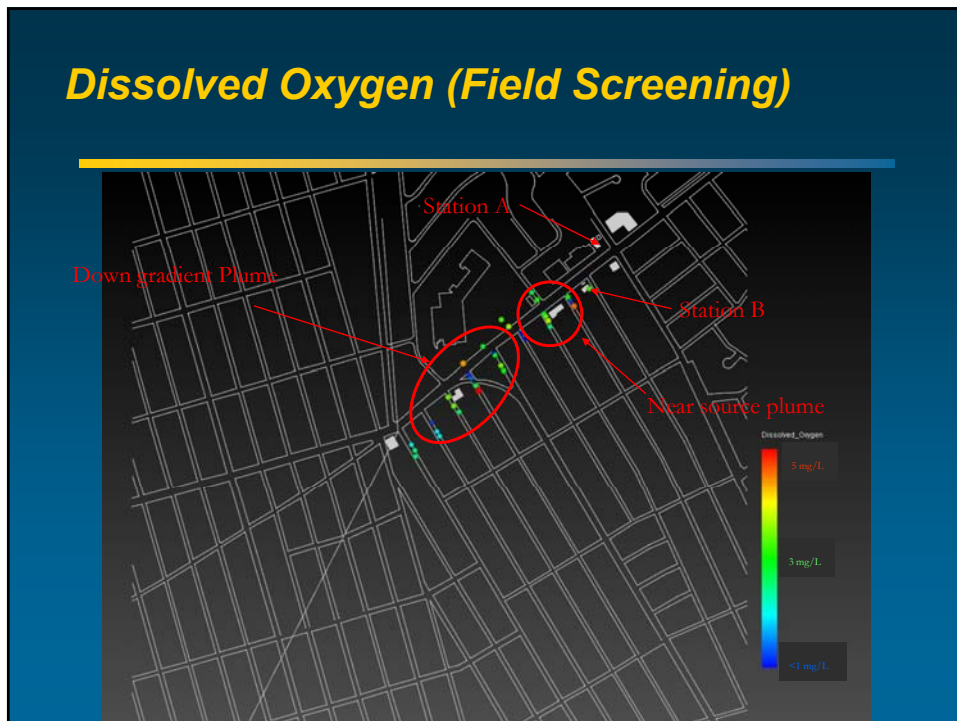 Dissolved Oxygen (Field Screening)
Station A
Down gradient Plume
Station B
Near source plume
Dissolved_Oxygen
5 mg/L
3 mg/L
<1 mg/L